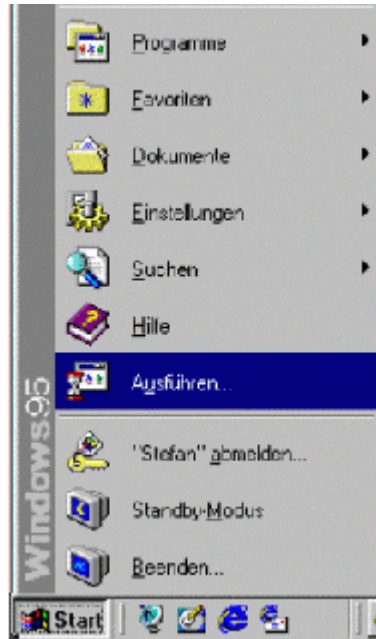 Programme
Favoriten
Dokumente
Einstellungen
Suchen
Hilfe
Ausführen...
"Stefan" abmelden...
Standby-Modus
Beenden...
Windows95
Start